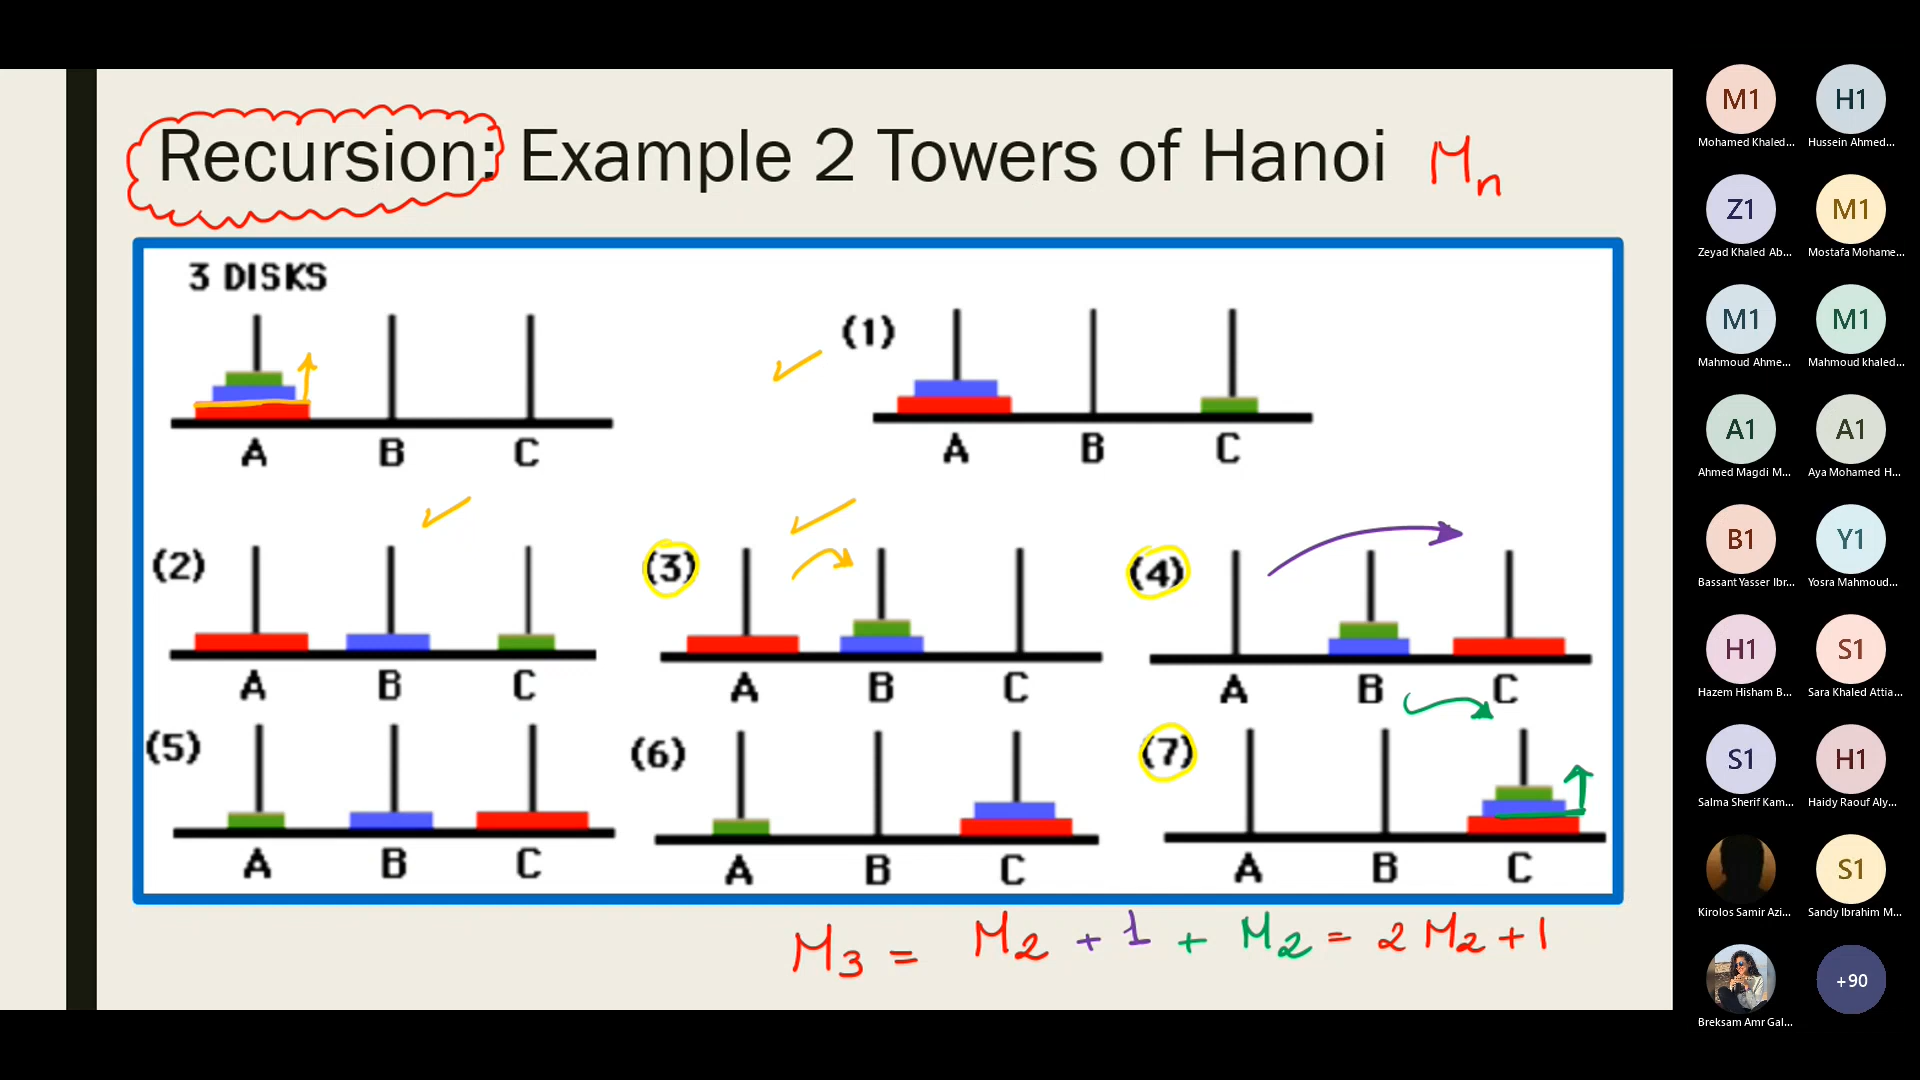 Recursion: Example 2 Towers of Hanoi Mn
3 DISKS
(1)
A B C
A B C
(2)
(3)
(4)
A B C
A B C
A B C
(5)
(6)
(7)
A B C
A B C
A B C
M3 = M2 + 1 + M2 = 2 M2 + 1
M1 H1
Mohamed Khaled... Hussein Ahmed...
Z1 M1
Zeyad Khaled Ab... Mostafa Mohame...
M1 M1
Mahmoud Ahme... Mahmoud khaled...
A1 A1
Ahmed Magdi M... Aya Mohamed H...
B1 Y1
Bassant Yasser Ibr... Yosra Mahmoud...
H1 S1
Hazem Hisham B... Sara Khaled Attia...
S1 H1
Salma Sherif Kam... Haidy Raouf Aly...
S1
Kirolos Samir Azi... Sandy Ibrahim M...
+90
Breksam Amr Gal...